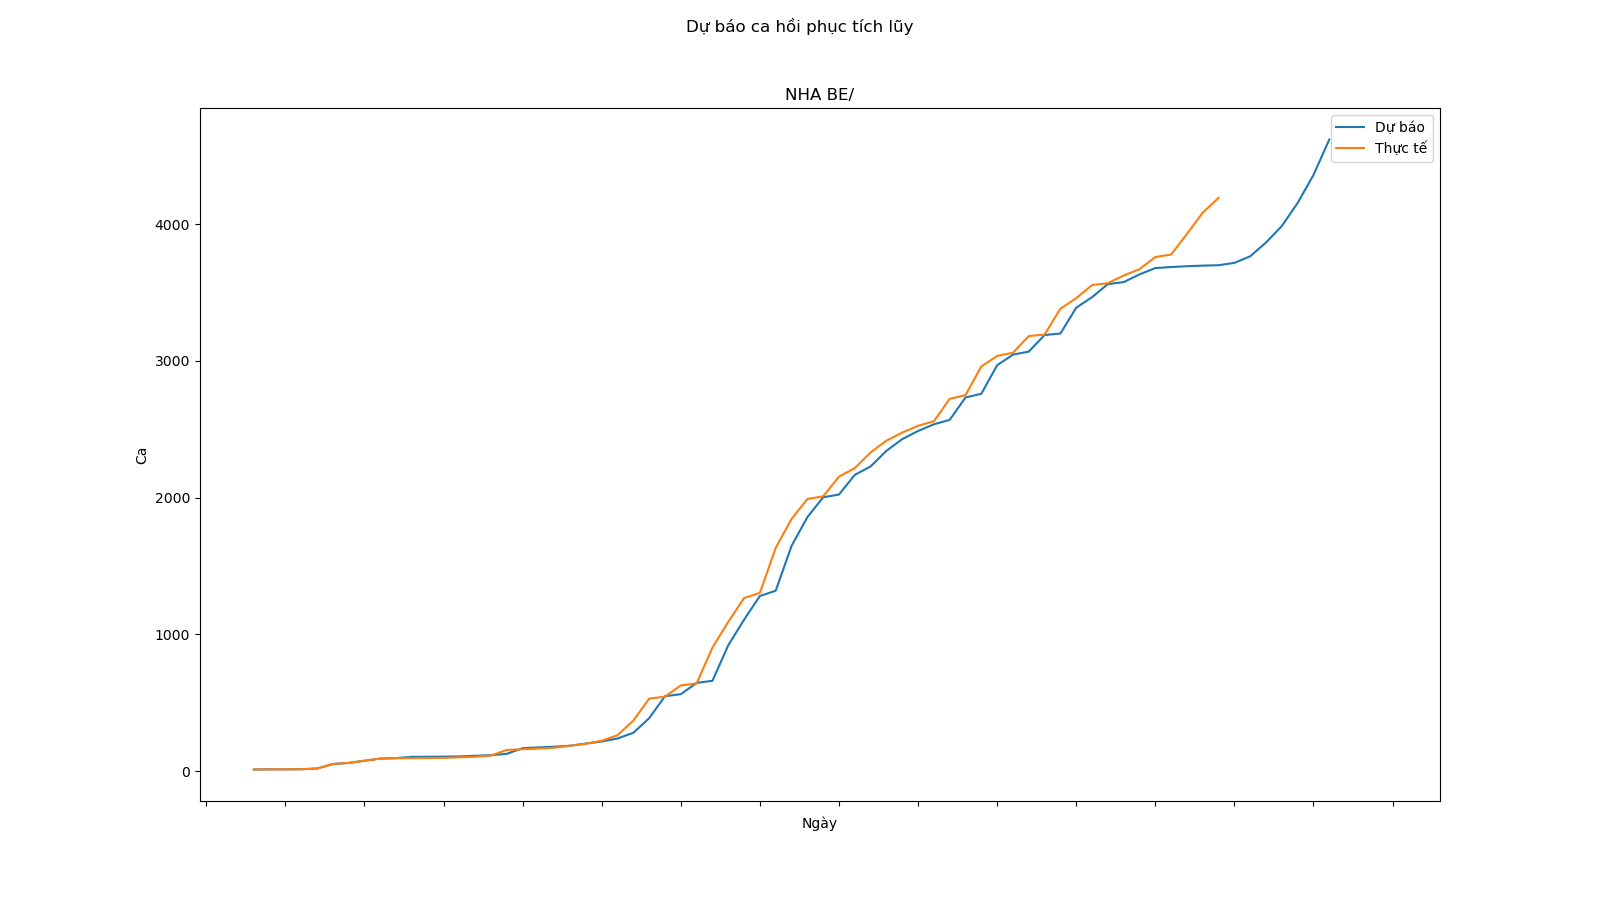 Dự báo ca hồi phục tích lũy
NHA BE/
Dự báo
Thực tế
4000
3000
2000
1000
0
Ca
Ngày